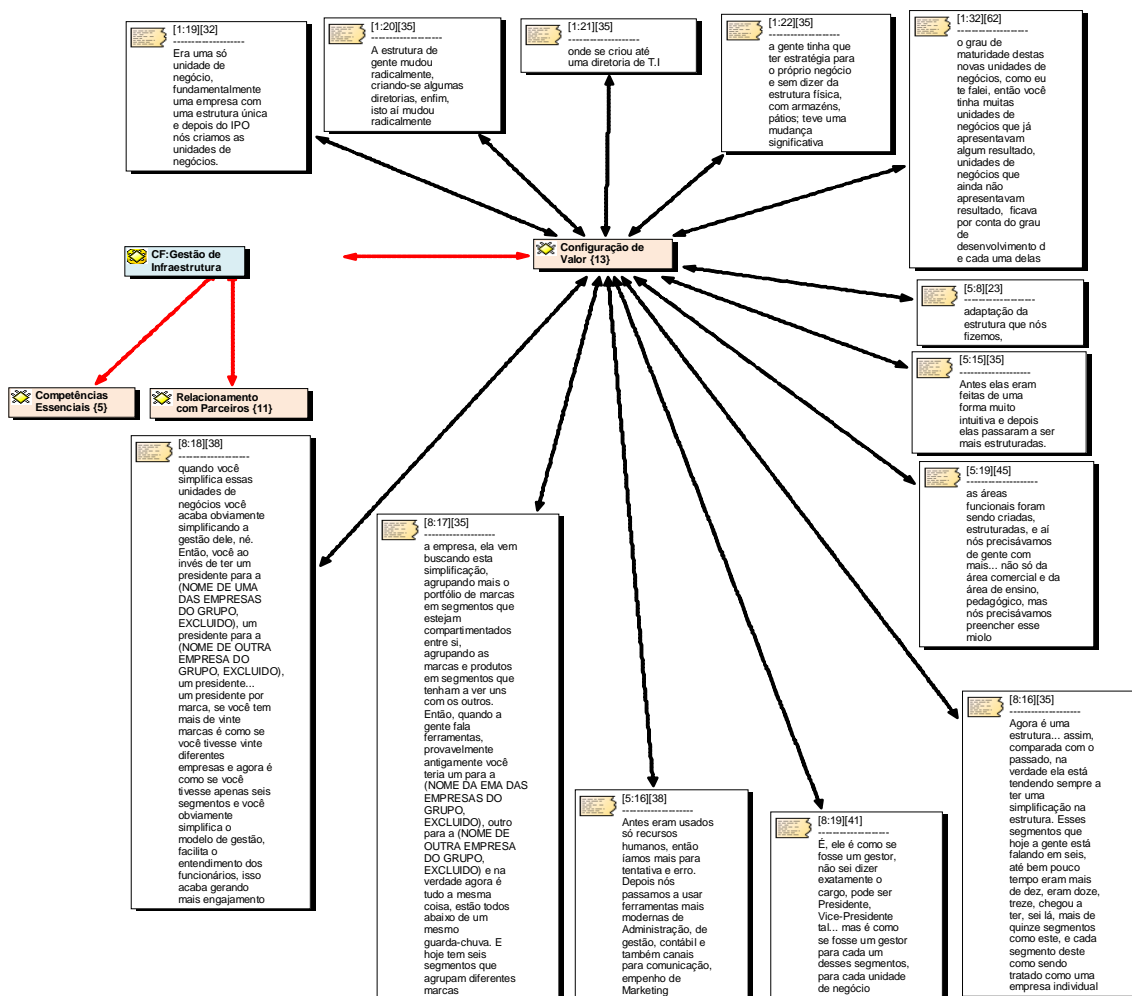 [1:19][32]
--------------------
Era uma só
unidade de
negócio,
fundamentalmente
uma empresa com
uma estrutura única
e depois do IPO
nós criamos as
unidades de
negócios.
[1:20][35]
--------------------
A estrutura de
gente mudou
radicalmente,
criando-se algumas
diretorias, enfim,
isto aí mudou
radicalmente
[1:21][35]
--------------------
onde se criou até
uma diretoria de T.I
[1:22][35]
--------------------
a gente tinha que
ter estratégia para
o próprio negócio
e sem dizer da
estrutura física,
com armazéns,
pátios; teve uma
mudança
significativa
[1:32][62]
--------------------
o grau de
maturidade destas
novas unidades de
negócios, como eu
te falei, então você
tinha muitas
unidades de
negócios que já
apresentavam
algum resultado,
unidades de
negócios que
ainda não
apresentavam
resultado, ficava
por conta do grau
de
desenvolvimento d
e cada uma delas
CF:Gestão de
Infraestrutura
Configuração de
Valor {13}
[5:8][23]
--------------------
adaptação da
estrutura que nós
fizemos,
[5:15][35]
--------------------
Antes elas eram
feitas de uma
forma muito
intuitiva e depois
elas passaram a ser
mais estruturadas.
Competências
Essenciais {5}
Relacionamento
com Parceiros {11}
[8:18][38]
--------------------
quando você
simplifica essas
unidades de
negócios você
acaba obviamente
simplificando a
gestão dele, né.
Então, você ao
invés de ter um
presidente para a
(NOME DE UMA
DAS EMPRESAS
DO GRUPO,
EXCLUIDO), um
presidente para a
(NOME DE OUTRA
EMPRESA DO
GRUPO, EXCLUIDO),
um presidente...
um presidente por
marca, se você tem
mais de vinte
marcas é como se
você tivesse vinte
diferentes
empresas e agora é
como se você
tivesse apenas seis
segmentos e você
obviamente
simplifica o
modelo de gestão,
facilita o
entendimento dos
funcionários, isso
acaba gerando
mais engajamento
[8:17][35]
--------------------
a empresa, ela vem
buscando esta
simplificação,
agrupando mais o
portfólio de marcas
em segmentos que
estejam
compartimentados
entre si,
agrupando as
marcas e produtos
em segmentos que
tenham a ver uns
com os outros.
Então, quando a
gente fala
ferramentas,
provavelmente
antigamente você
teria um para a
(NOME DA EMA DAS
EMPRESAS DO
GRUPO,
EXCLUIDO), outro
para a (NOME DE
OUTRA EMPRESA
DO GRUPO,
EXCLUIDO) e na
verdade agora é
tudo a mesma
coisa, estão todos
abaixo de um
mesmo
guarda-chuva. E
hoje tem seis
segmentos que
agrupam diferentes
marcas
[5:19][45]
--------------------
as áreas
funcionais foram
sendo criadas,
estruturadas, e aí
nós precisávamos
de gente com
mais... não só da
área comercial e da
área de ensino,
pedagógico, mas
nós precisávamos
preencher esse
miolo
[5:16][38]
--------------------
Antes eram usados
só recursos
humanos, então
íamos mais para
tentativa e erro.
Depois nós
passamos a usar
ferramentas mais
modernas de
Administração, de
gestão, contábil e
também canais
para comunicação,
empenho de
Marketing
[8:19][41]
--------------------
É, ele é como se
fosse um gestor,
não sei dizer
exatamente o
cargo, pode ser
Presidente,
Vice-Presidente
tal... mas é como
se fosse um gestor
para cada um
desses segmentos,
para cada unidade
de negócio
[8:16][35]
--------------------
Agora é uma
estrutura... assim,
comparada com o
passado, na
verdade ela está
tendendo sempre a
ter uma
simplificação na
estrutura. Esses
segmentos que
hoje a gente está
falando em seis,
até bem pouco
tempo eram mais
de dez, eram doze,
treze, chegou a
ter, sei lá, mais de
quinze segmentos
como este, e cada
segmento deste
como sendo
tratado como uma
empresa individual